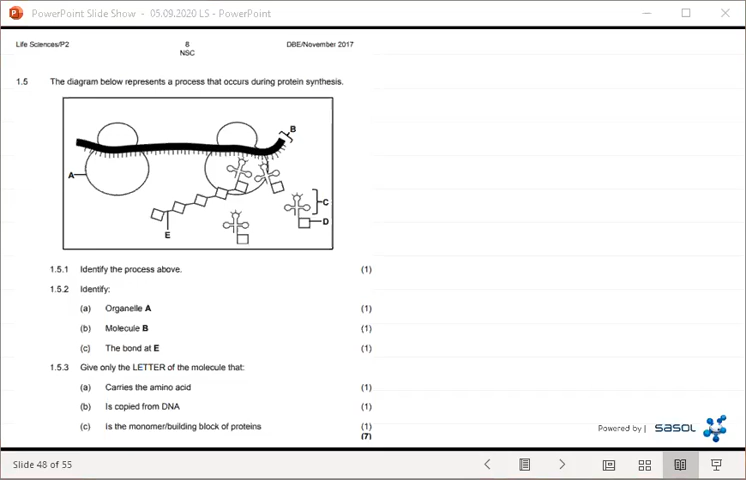 PowerPoint Slide Show - 05.09.2020 LS - PowerPoint
Life Sciences/P2 8 DBE/November 2017
NSC
1.5 The diagram below represents a process that occurs during protein synthesis.
B
A
C
D
E
1.5.1 Identify the process above. (1)
1.5.2 Identify:
(a) Organelle A (1)
(b) Molecule B (1)
(c) The bond at E (1)
1.5.3 Give only the LETTER of the molecule that:
(a) Carries the amino acid (1)
(b) Is copied from DNA (1)
(c) Is the monomer/building block of proteins (1)
(7)
Powered by | sasol
Slide 48 of 55